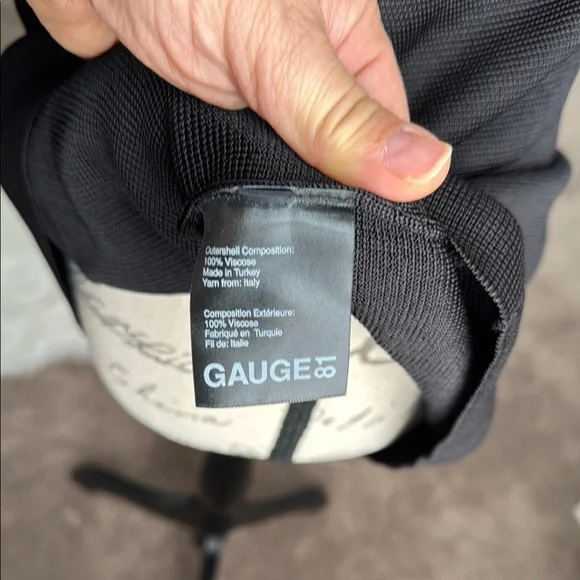 Outershell Composition:
100% Viscose
Made in Turkey
Yarn from: Italy
Composition Extérieure:
100% Viscose
Fabriqué en Turquie
Fil de: Italie
GAUGE81